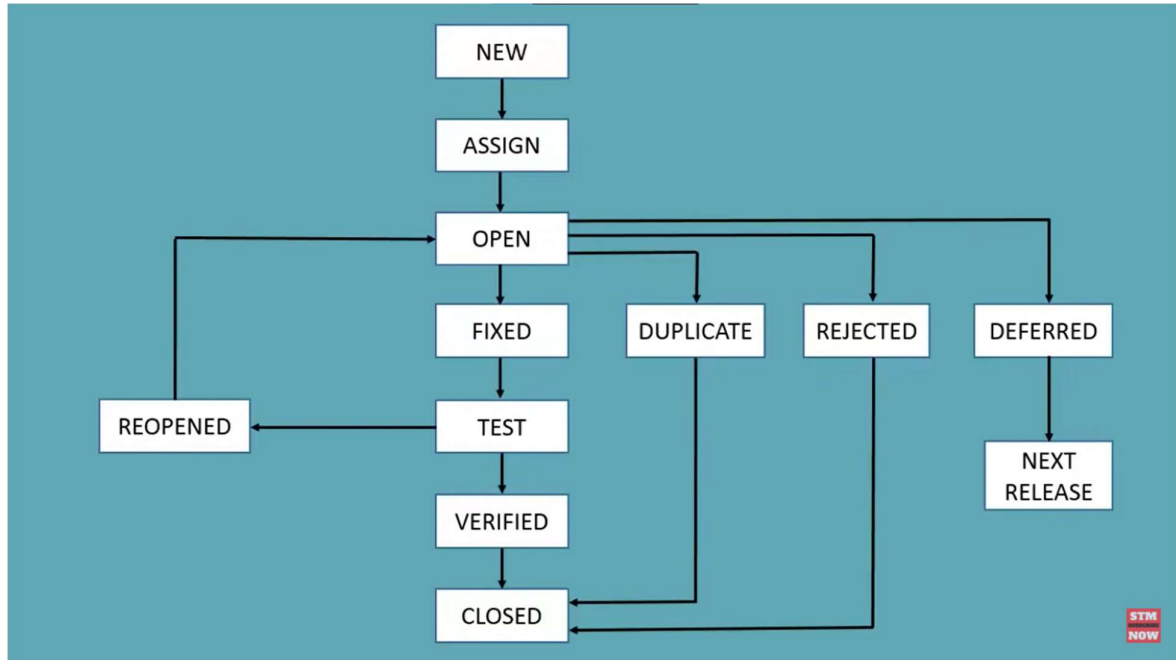 NEW
ASSIGN
OPEN
FIXED
DUPLICATE
REJECTED
DEFERRED
REOPENED
TEST
NEXT
RELEASE
VERIFIED
CLOSED
STM
NOW